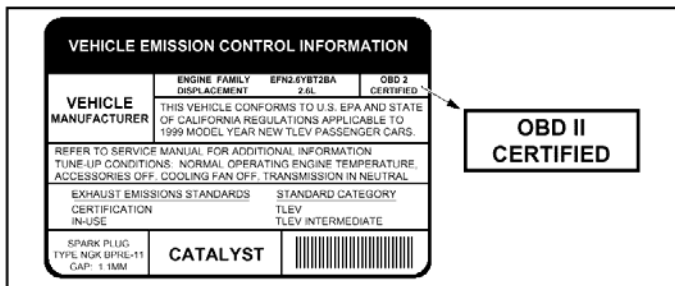 VEHICLE EMISSION CONTROL INFORMATION
VEHICLE
MANUFACTURER
ENGINE FAMILY EFN2.6YBT2BA
DISPLACEMENT 2.6L
OBD 2
CERTIFIED
THIS VEHICLE CONFORMS TO U.S. EPA AND STATE
OF CALIFORNIA REGULATIONS APPLICABLE TO
1999 MODEL YEAR NEW TLEV PASSENGER CARS.
REFER TO SERVICE MANUAL FOR ADDITIONAL INFORMATION
TUNE-UP CONDITIONS: NORMAL OPERATING ENGINE TEMPERATURE,
ACCESSORIES OFF, COOLING FAN OFF, TRANSMISSION IN NEUTRAL
EXHAUST EMISSIONS STANDARDS STANDARD CATEGORY
CERTIFICATION TLEV
IN-USE TLEV INTERMEDIATE
SPARK PLUG
TYPE NGK BPRE-11
GAP: 1.1MM
CATALYST
OBD II
CERTIFIED